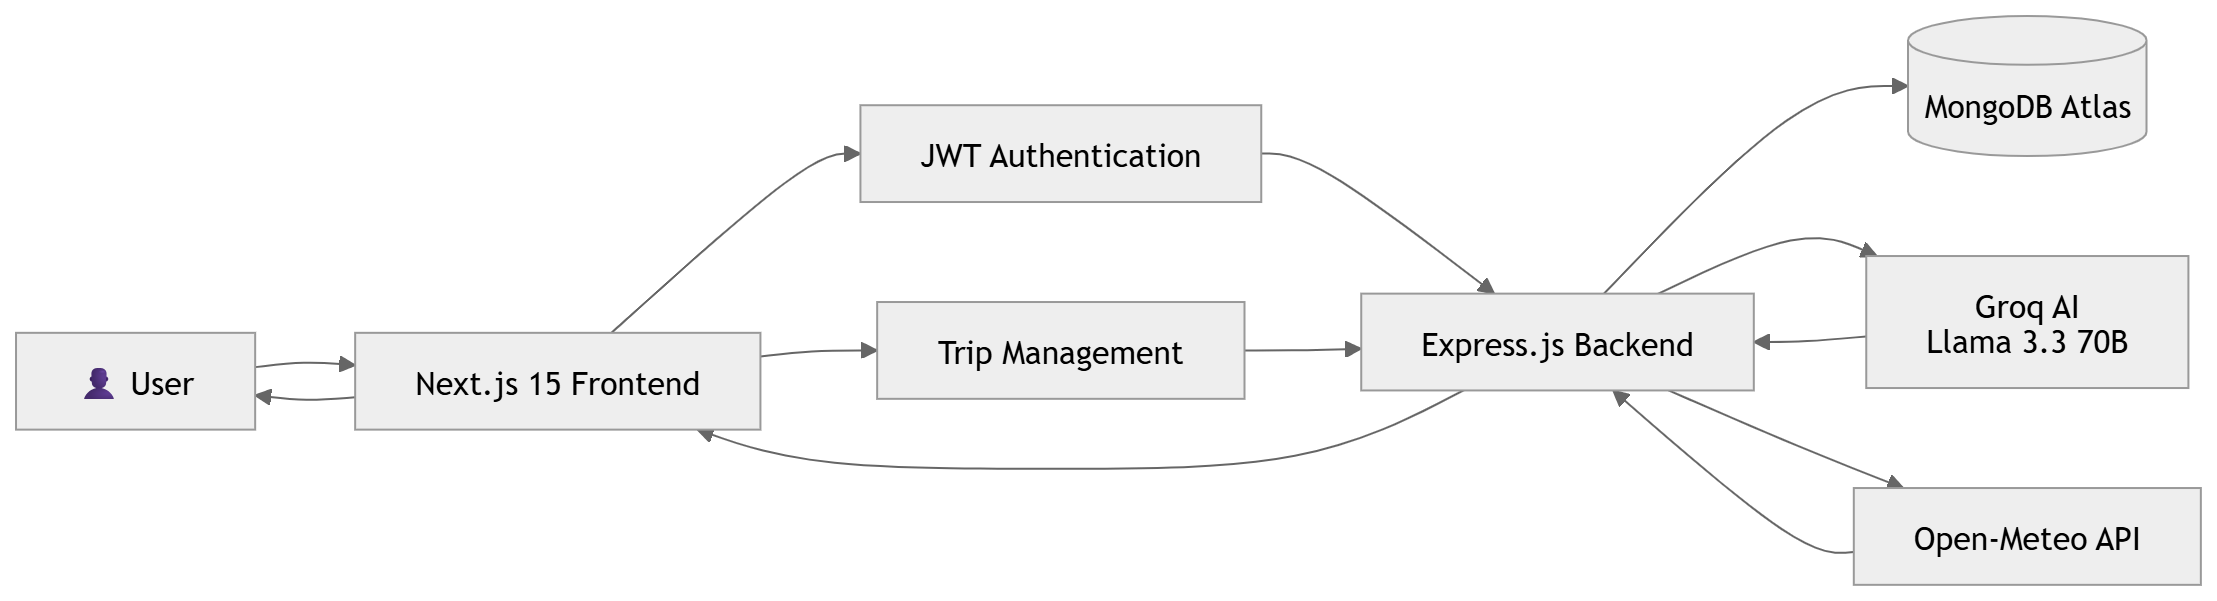 User
Next.js 15 Frontend
JWT Authentication
Trip Management
Express.js Backend
MongoDB Atlas
Groq AI
Llama 3.3 70B
Open-Meteo API